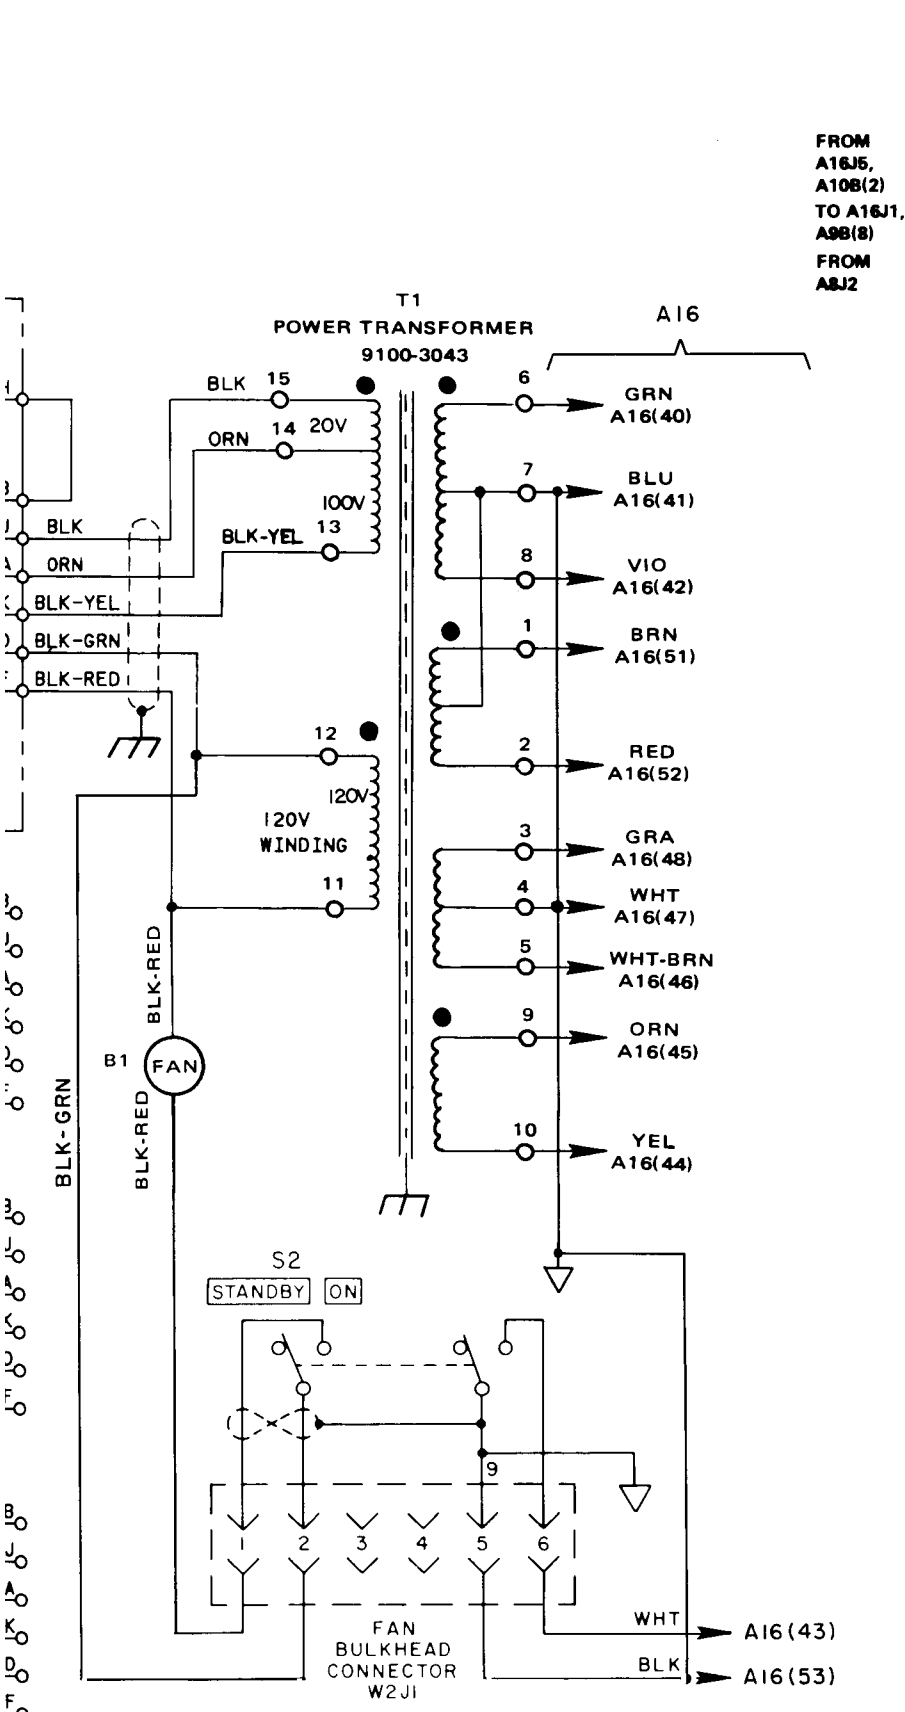 FROM
A16J5,
A10B(2)
TO A16J1,
A9B(8)
FROM
A8J2
T1
POWER TRANSFORMER
9100-3043
A16
BLK 15
ORN 14 20V
100V
BLK-YEL 13
6 GRN
A16(40)
7 BLU
A16(41)
8 VIO
A16(42)
1 BRN
A16(51)
2 RED
A16(52)
3 GRA
A16(48)
4 WHT
A16(47)
5 WHT-BRN
A16(46)
9 ORN
A16(45)
10 YEL
A16(44)
BLK
ORN
BLK-YEL
BLK-GRN
BLK-RED
12
120V
120V
WINDING
11
BLK-RED
B1 FAN
BLK-RED
BLK-GRN
B
J
A
K
D
F
B
J
A
K
D
F
S2
STANDBY ON
9
1 2 3 4 5 6
FAN
BULKHEAD
CONNECTOR
W2J1
WHT A16(43)
BLK A16(53)